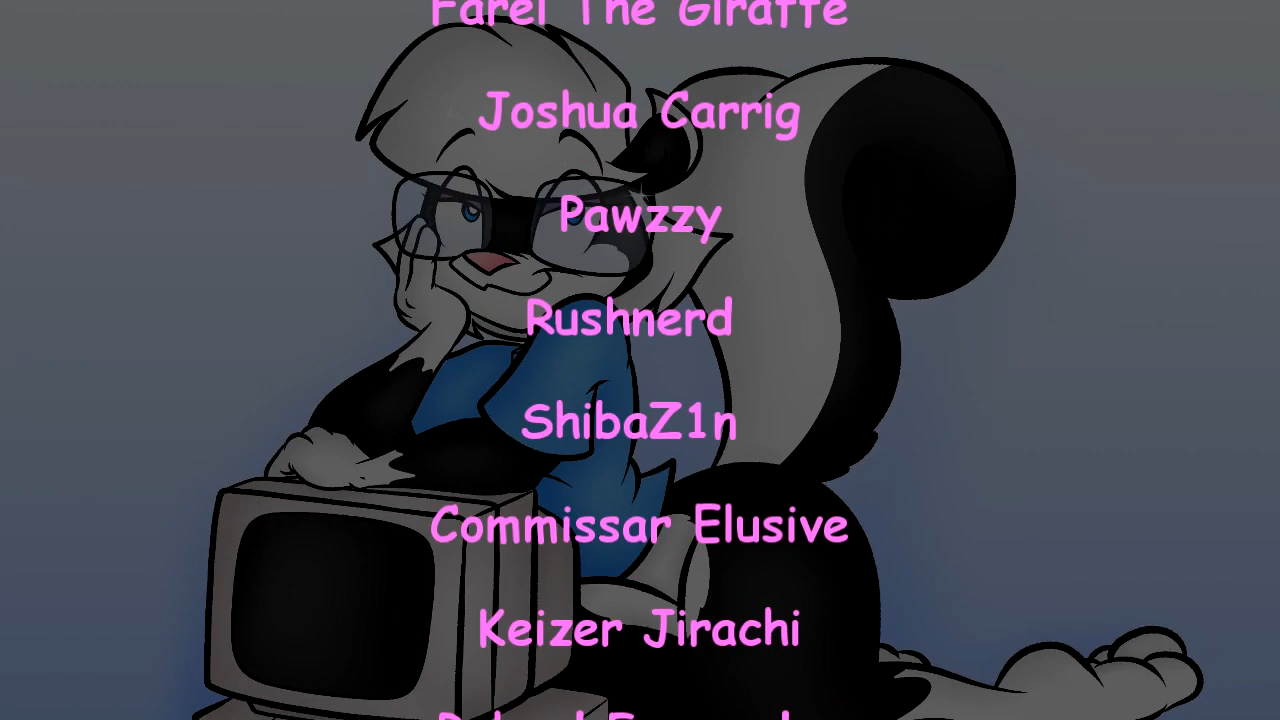 Farel The Giraffe
Joshua Carrig
Pawzzy
Rushnerd
ShibaZ1n
Commissar Elusive
Keizer Jirachi